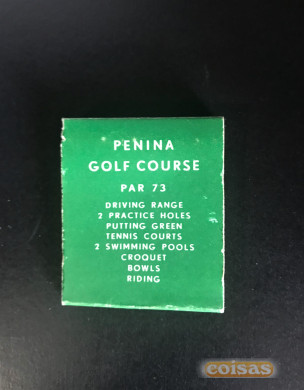 PENINA
GOLF COURSE
PAR 73
DRIVING RANGE
2 PRACTICE HOLES
PUTTING GREEN
TENNIS COURTS
2 SWIMMING POOLS
CROQUET
BOWLS
RIDING
coisas